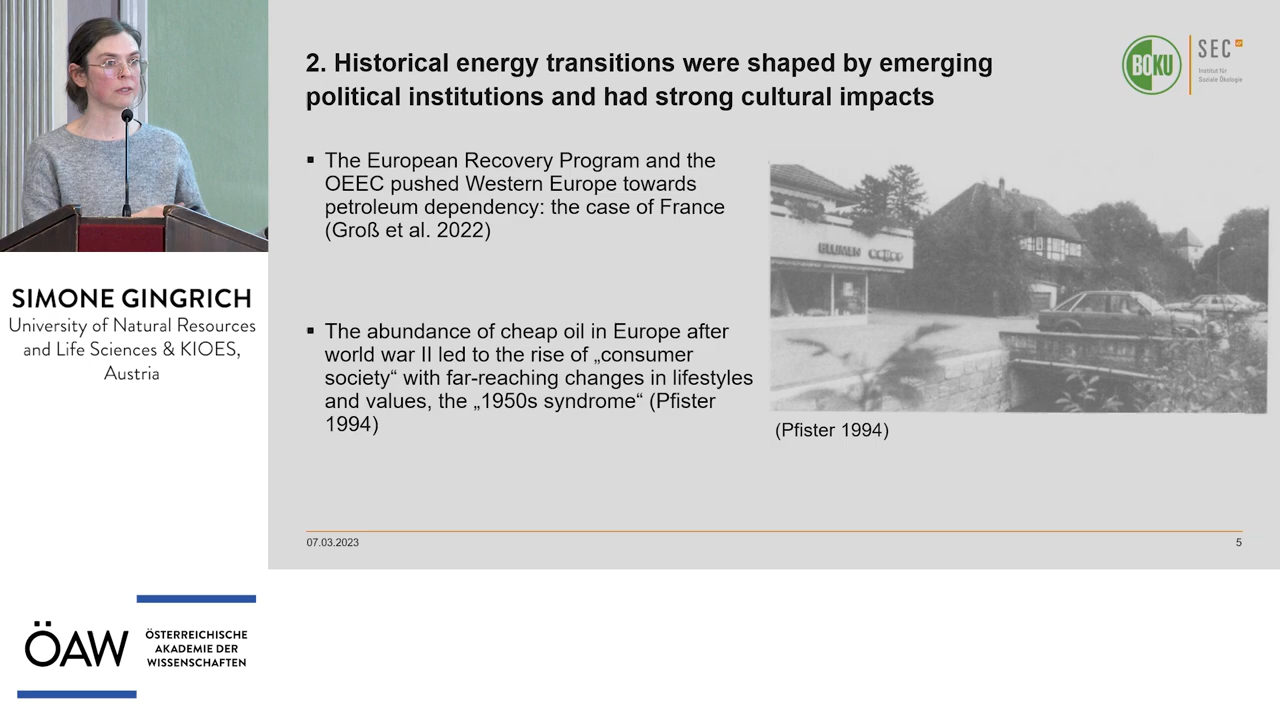 2. Historical energy transitions were shaped by emerging
political institutions and had strong cultural impacts
BOKU
SEC
Institut für
Soziale Ökologie
▪ The European Recovery Program and the
OEEC pushed Western Europe towards
petroleum dependency: the case of France
(Groß et al. 2022)
▪ The abundance of cheap oil in Europe after
world war II led to the rise of „consumer
society“ with far-reaching changes in lifestyles
and values, the „1950s syndrome“ (Pfister
1994)
BLUMEN
(Pfister 1994)
07.03.2023
5
SIMONE GINGRICH
University of Natural Resources
and Life Sciences & KIOES,
Austria
ÖAW
ÖSTERREICHISCHE
AKADEMIE DER
WISSENSCHAFTEN